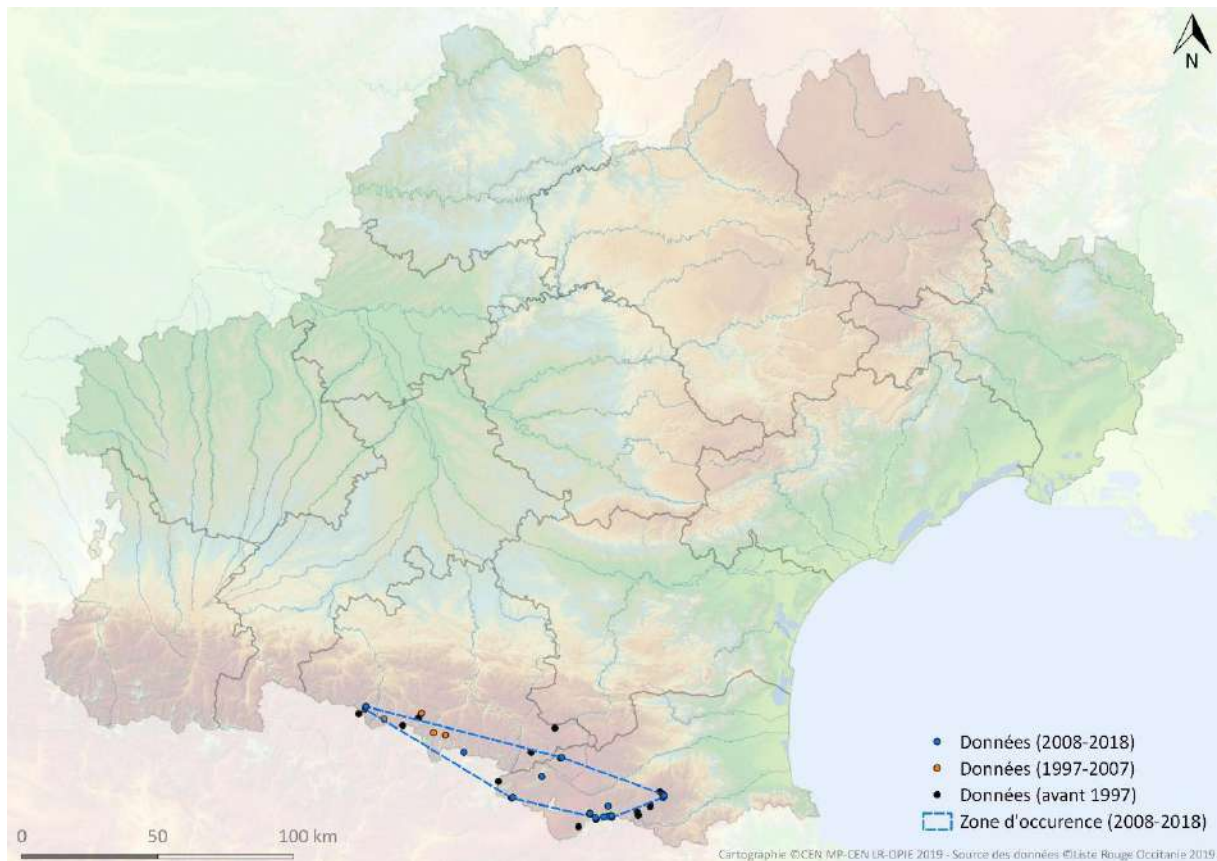 N
Données (2008-2018)
Données (1997-2007)
Données (avant 1997)
Zone d'occurence (2008-2018)
0 50 100 km
Cartographie ©CEN MP-CEN LR-OPIE 2019 - Source des données ©Liste Rouge Occitanie 2019